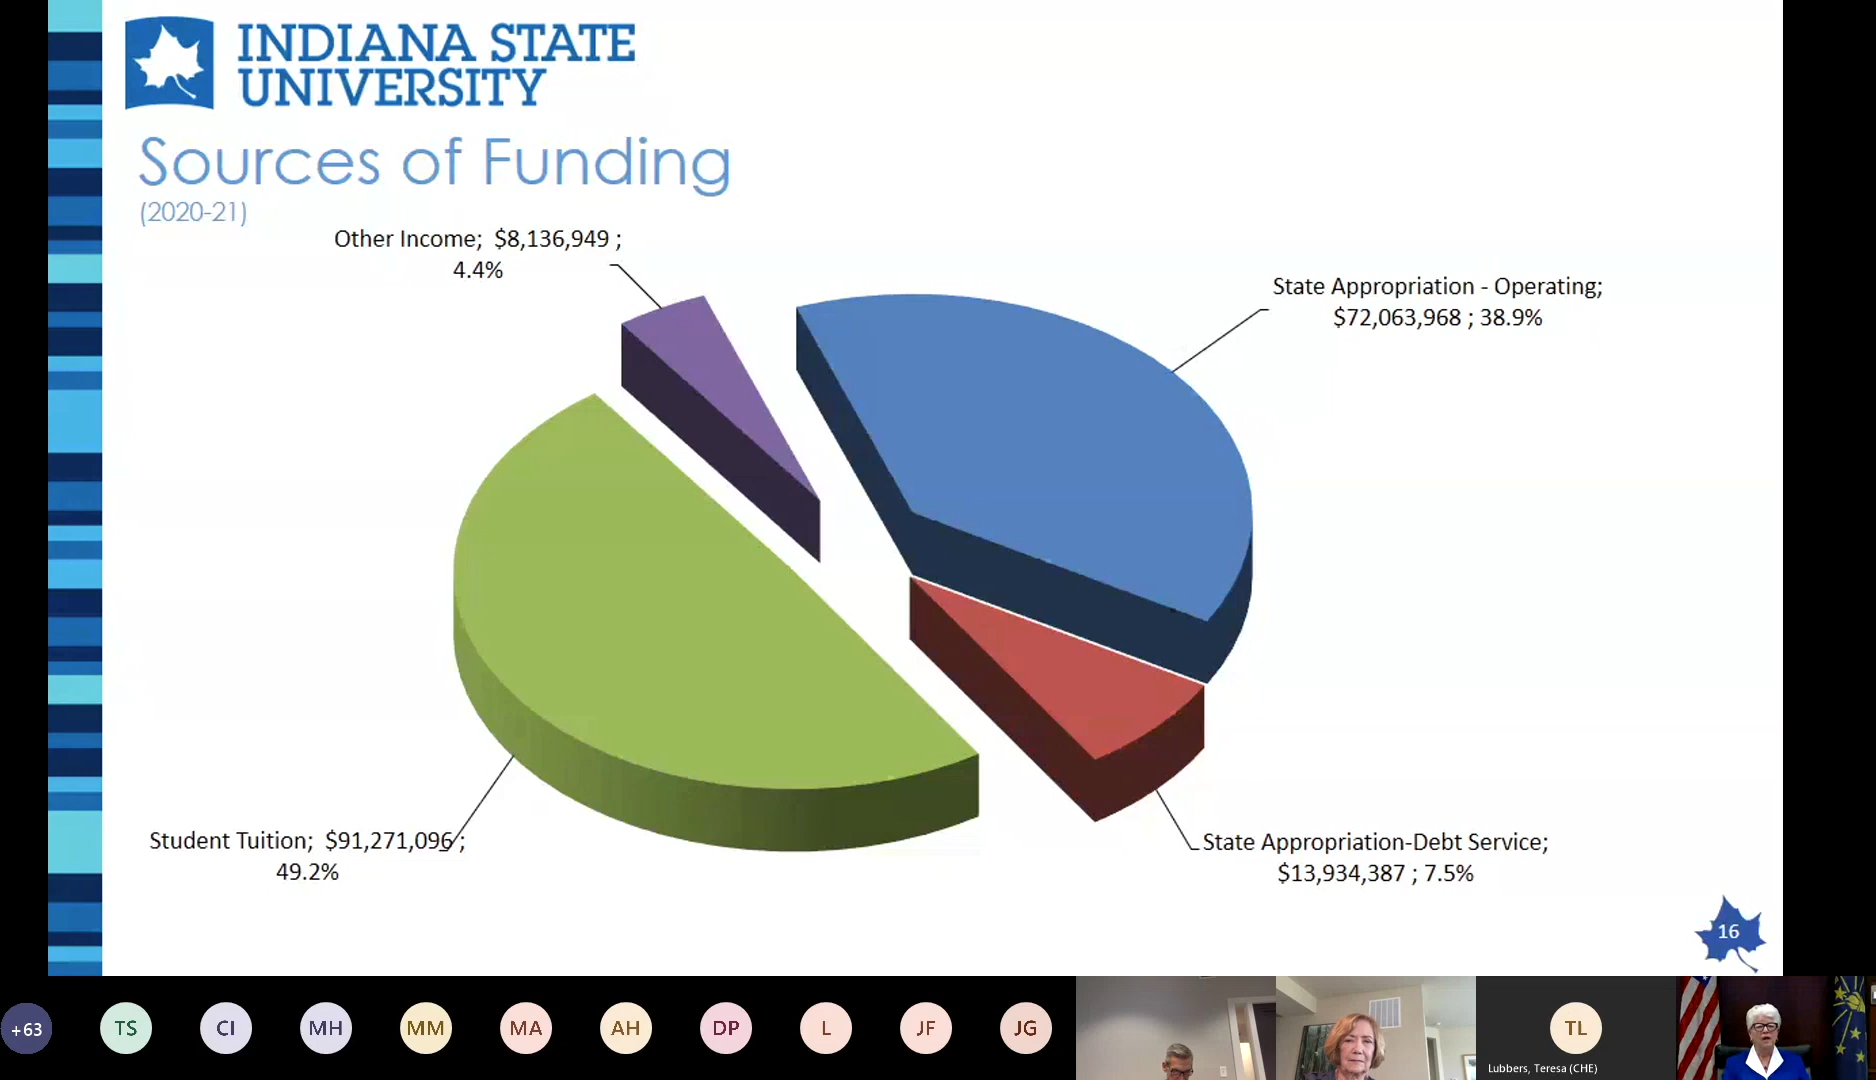 INDIANA STATE
UNIVERSITY
Sources of Funding
(2020-21)
Other Income;  $8,136,949 ;
4.4%
State Appropriation - Operating;
$72,063,968 ; 38.9%
Student Tuition;  $91,271,096 ;
49.2%
State Appropriation-Debt Service;
$13,934,387 ; 7.5%
16
+63
TS
CI
MH
MM
MA
AH
DP
L
JF
JG
TL
Lubbers, Teresa (CHE)